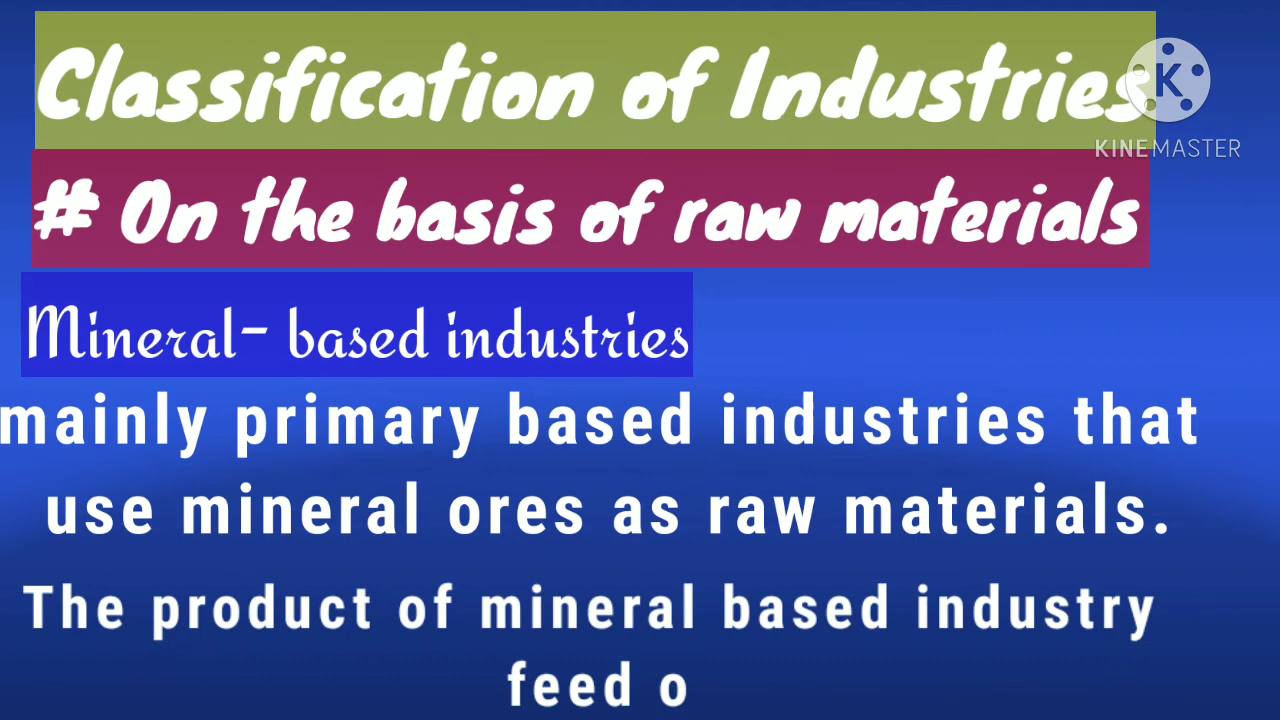 Classification of Industries
K
KINEMASTER
# On the basis of raw materials
Mineral- based industries
mainly primary based industries that
use mineral ores as raw materials.
The product of mineral based industry
feed o